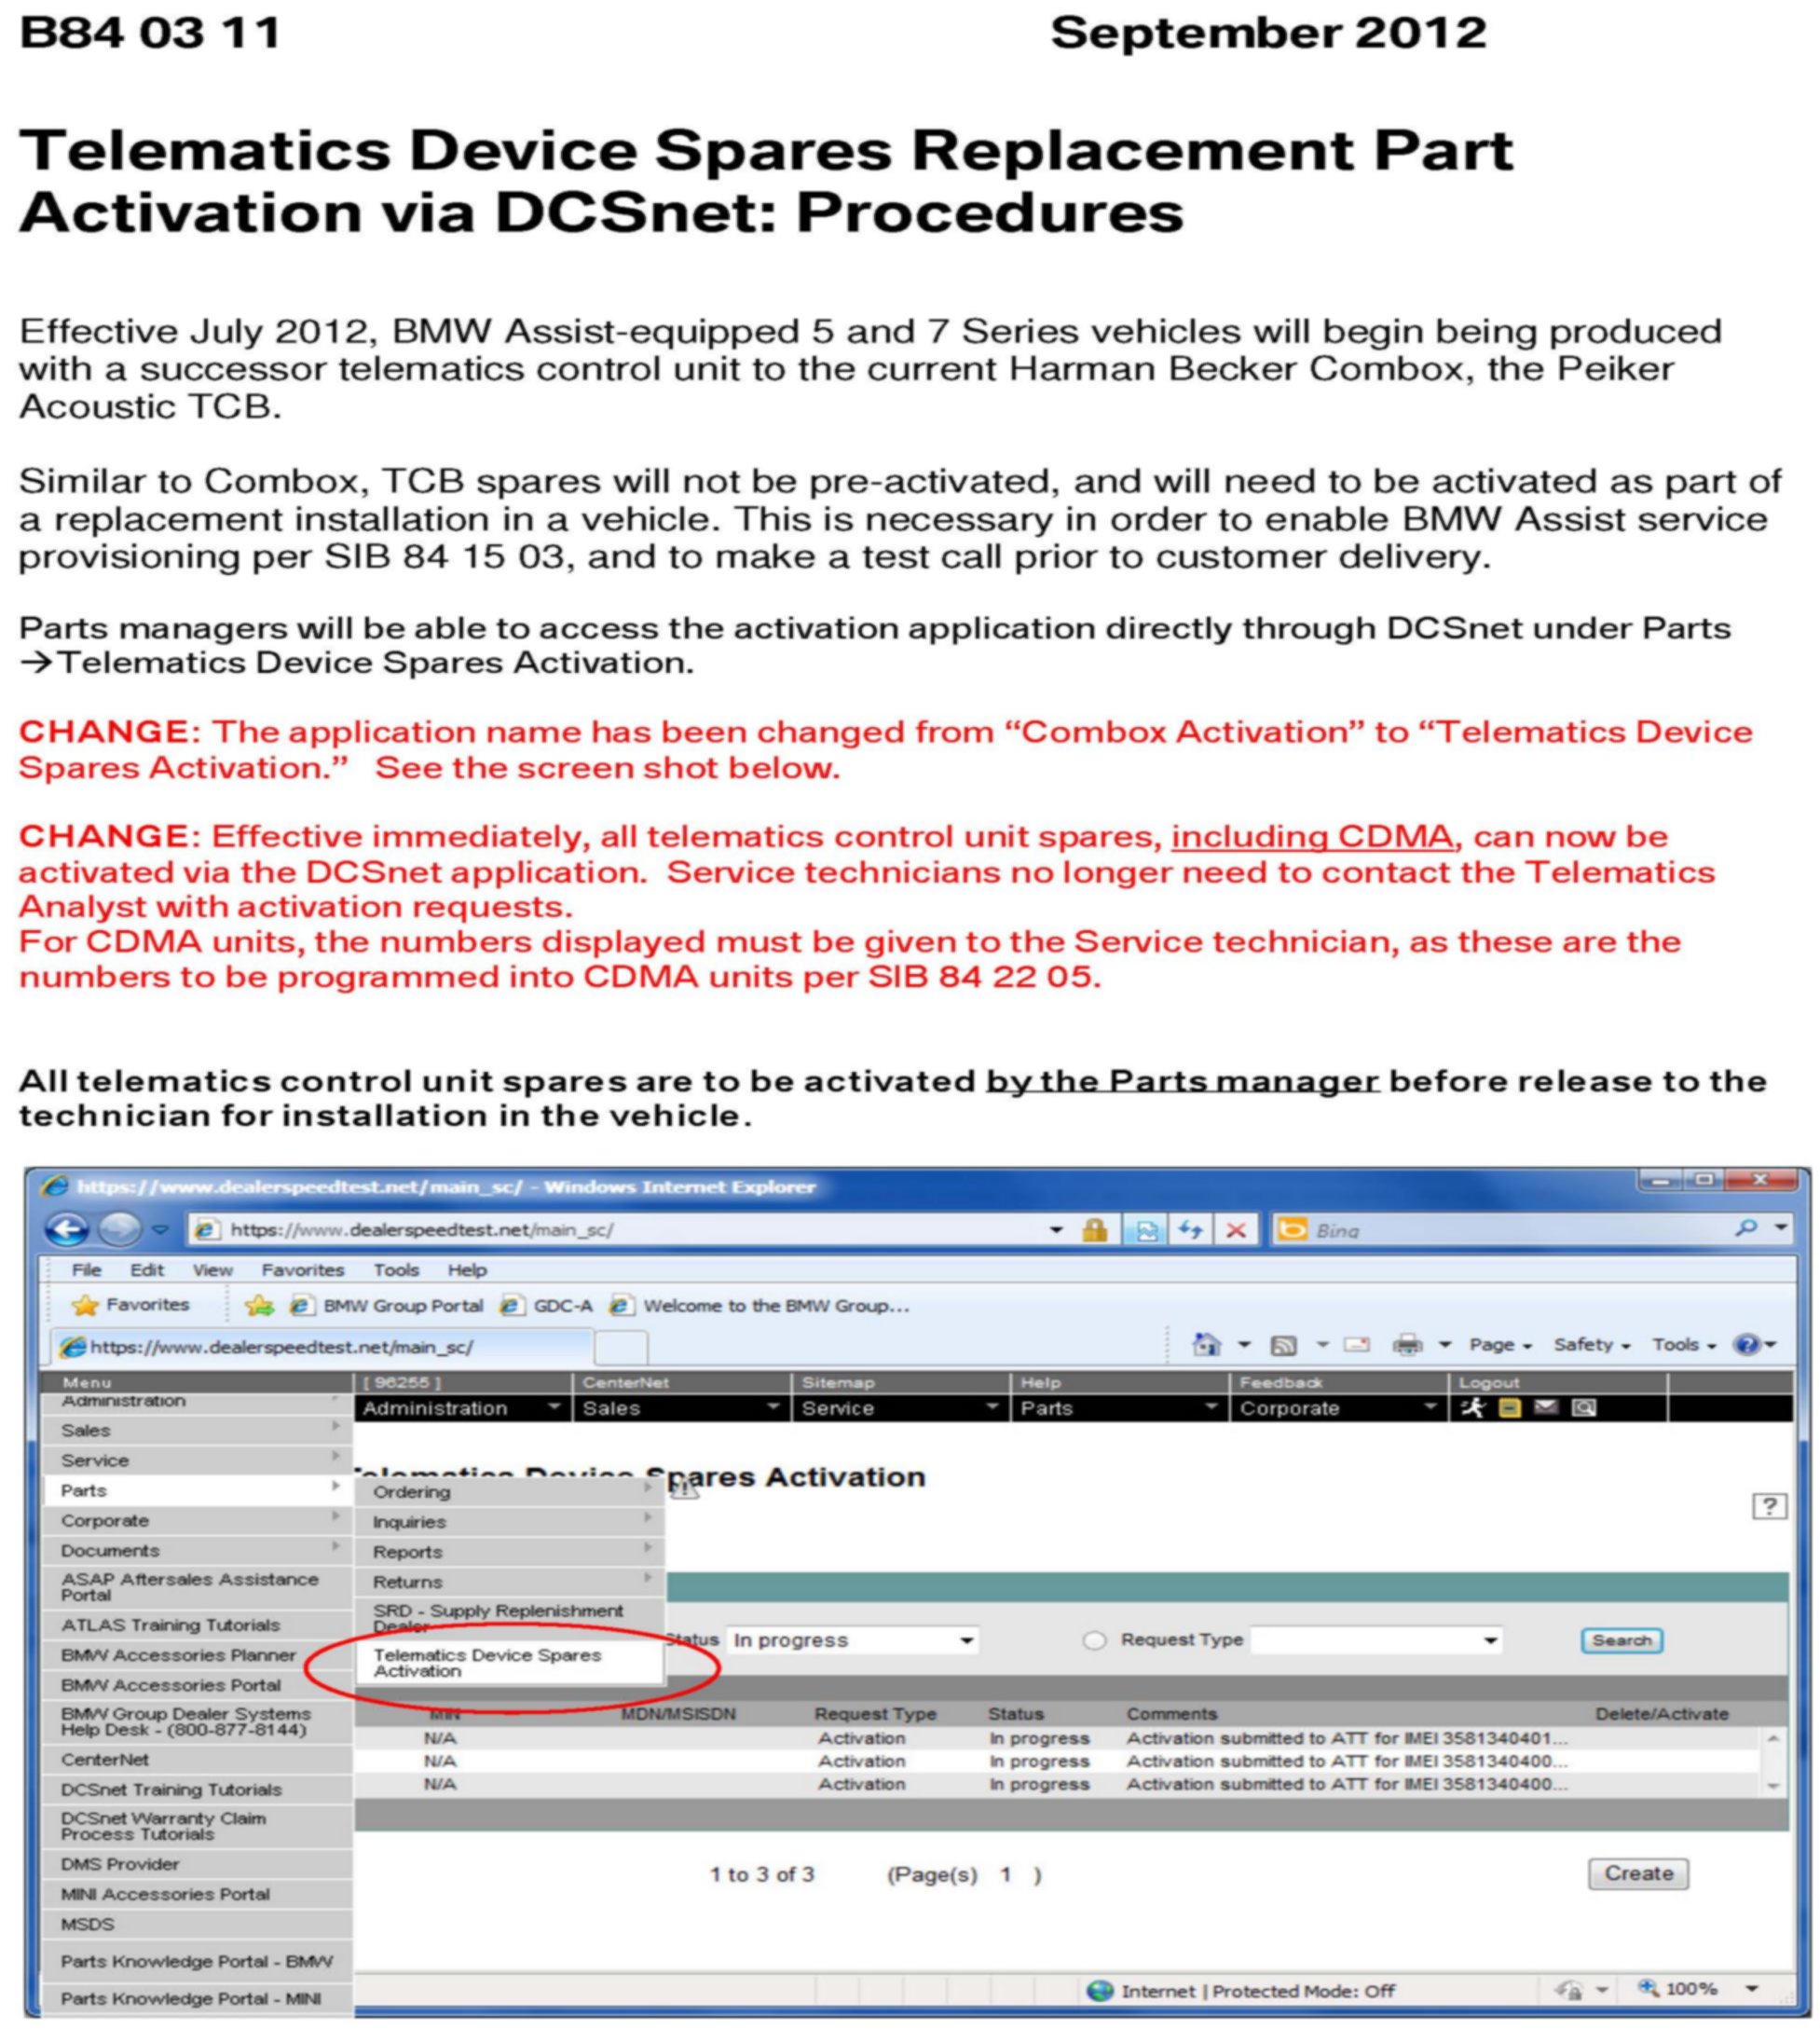 B84 03 11 September 2012
Telematics Device Spares Replacement Part
Activation via DCSnet: Procedures
Effective July 2012, BMW Assist-equipped 5 and 7 Series vehicles will begin being produced
with a successor telematics control unit to the current Harman Becker Combox, the Peiker
Acoustic TCB.
Similar to Combox, TCB spares will not be pre-activated, and will need to be activated as part of
a replacement installation in a vehicle. This is necessary in order to enable BMW Assist service
provisioning per SIB 84 15 03, and to make a test call prior to customer delivery.
Parts managers will be able to access the activation application directly through DCSnet under Parts
→Telematics Device Spares Activation.
CHANGE: The application name has been changed from “Combox Activation” to “Telematics Device
Spares Activation.” See the screen shot below.
CHANGE: Effective immediately, all telematics control unit spares, including CDMA, can now be
activated via the DCSnet application. Service technicians no longer need to contact the Telematics
Analyst with activation requests.
For CDMA units, the numbers displayed must be given to the Service technician, as these are the
numbers to be programmed into CDMA units per SIB 84 22 05.
All telematics control unit spares are to be activated by the Parts manager before release to the
technician for installation in the vehicle.
https://www.dealerspeedtest.net/main_sc/ - Windows Internet Explorer
https://www.dealerspeedtest.net/main_sc/ Bing
File Edit View Favorites Tools Help
Favorites BMW Group Portal GDC-A Welcome to the BMW Group...
https://www.dealerspeedtest.net/main_sc/ Page Safety Tools
Menu [ 96255 ] CenterNet Sitemap Help Feedback Logout
Administration Sales Service Parts Corporate
Administration
Sales
Service
Parts
Corporate
Documents
ASAP Aftersales Assistance
Portal
ATLAS Training Tutorials
BMW Accessories Planner
BMW Accessories Portal
BMW Group Dealer Systems
Help Desk - (800-877-8144)
CenterNet
DCSnet Training Tutorials
DCSnet Warranty Claim
Process Tutorials
DMS Provider
MINI Accessories Portal
MSDS
Parts Knowledge Portal - BMW
Parts Knowledge Portal - MINI
Telematics Device Spares Activation
?
Ordering
Inquiries
Reports
Returns
SRD - Supply Replenishment
Dealer
Telematics Device Spares
Activation
Status In progress Request Type Search
MIN MDN/MSISDN Request Type Status Comments Delete/Activate
N/A Activation In progress Activation submitted to ATT for IMEI 3581340401...
N/A Activation In progress Activation submitted to ATT for IMEI 3581340400...
N/A Activation In progress Activation submitted to ATT for IMEI 3581340400...
1 to 3 of 3 (Page(s) 1 ) Create
Internet | Protected Mode: Off 100%